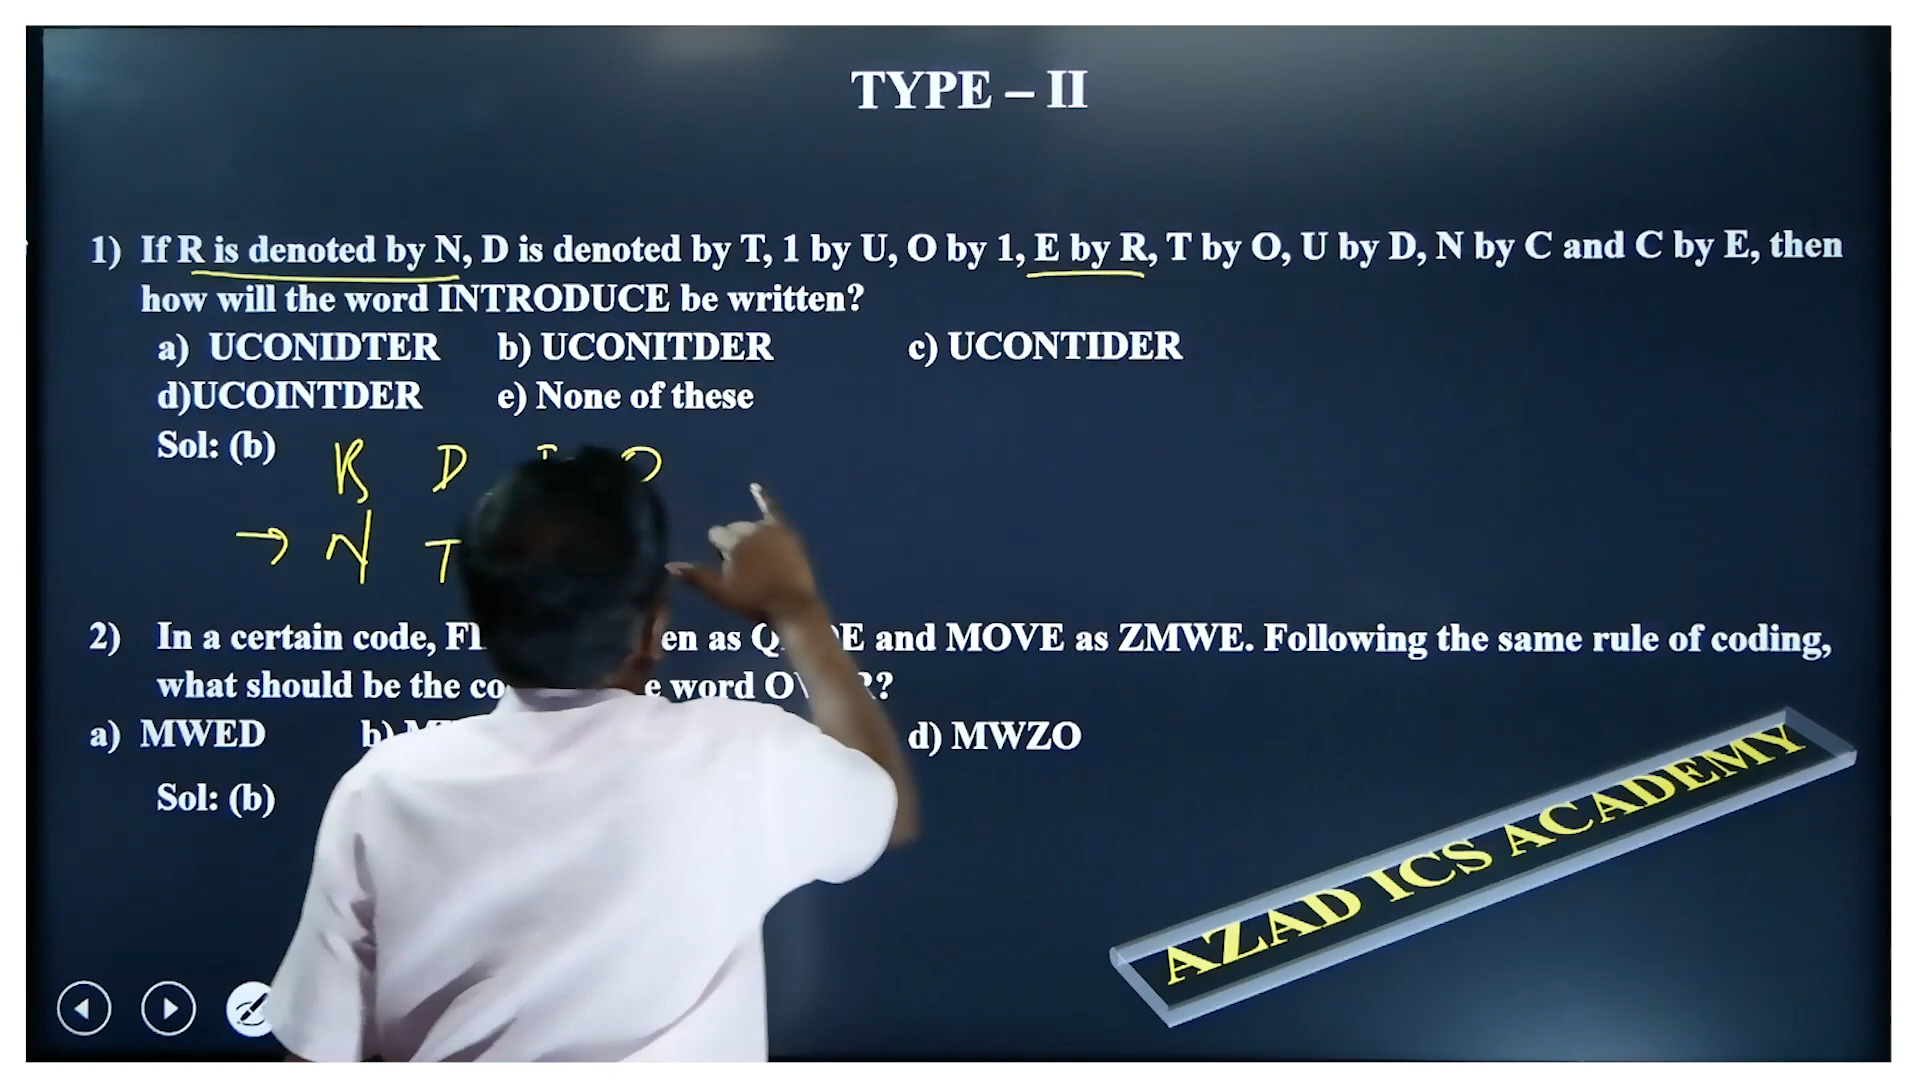 TYPE – II
1) If R is denoted by N, D is denoted by T, 1 by U, O by 1, E by R, T by O, U by D, N by C and C by E, then
how will the word INTRODUCE be written?
a) UCONIDTER b) UCONITDER c) UCONTIDER
d)UCOINTDER e) None of these
Sol: (b) R D O
→ N T
2) In a certain code, as and MOVE as ZMWE. Following the same rule of coding,
what should be the word
a) MWED b) d) MWZO
Sol: (b)
AZAD ICS ACADEMY